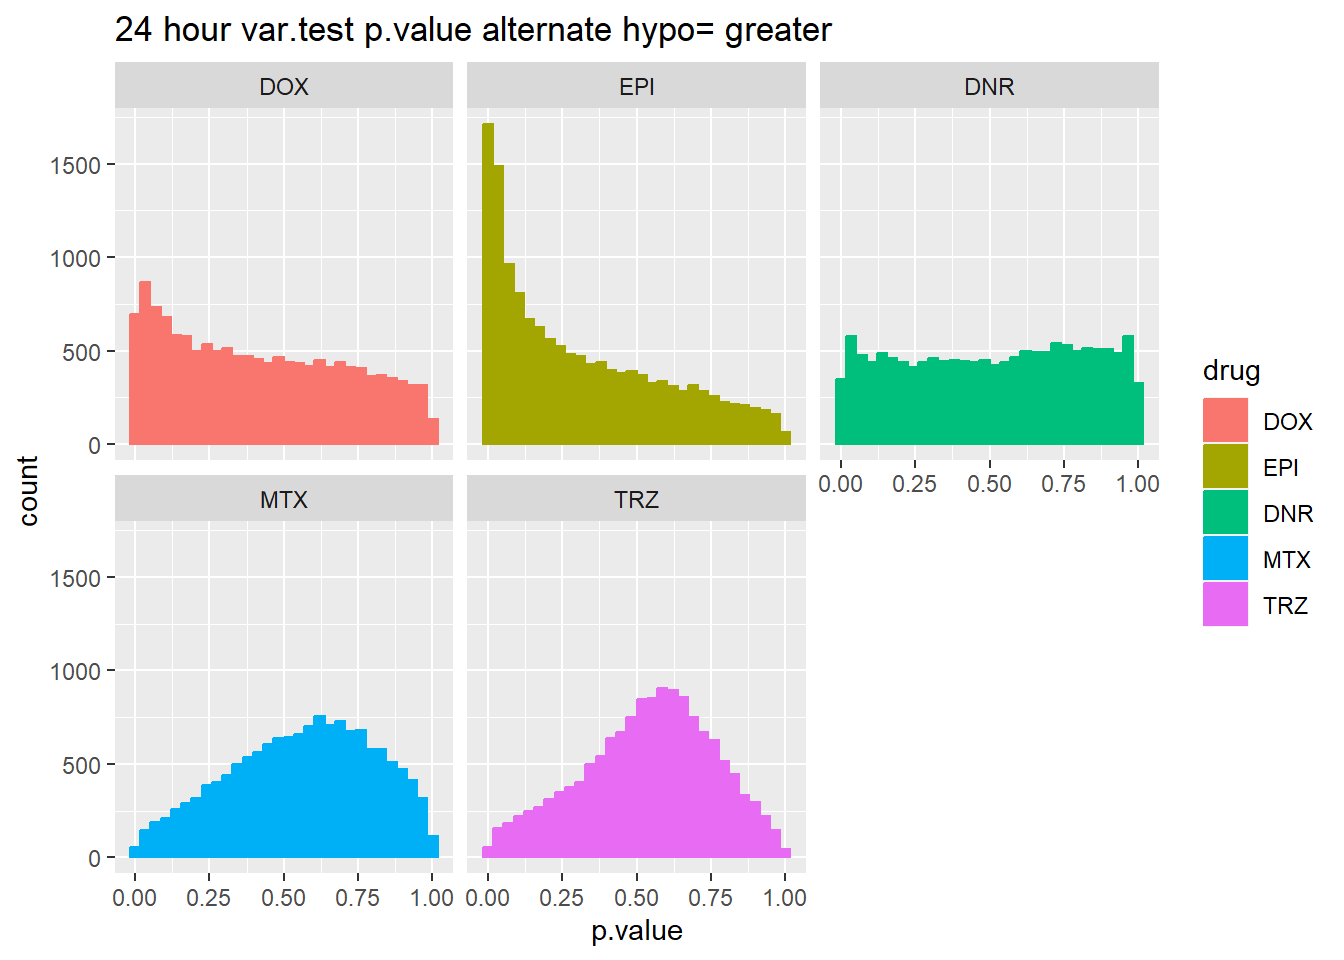 24 hour var.test p.value alternate hypo= greater
DOX
EPI
DNR
1500
1000
500
0
0.00 0.25 0.50 0.75 1.00
MTX
TRZ
1500
1000
500
0
0.00 0.25 0.50 0.75 1.00
0.00 0.25 0.50 0.75 1.00
count
p.value
drug
DOX
EPI
DNR
MTX
TRZ